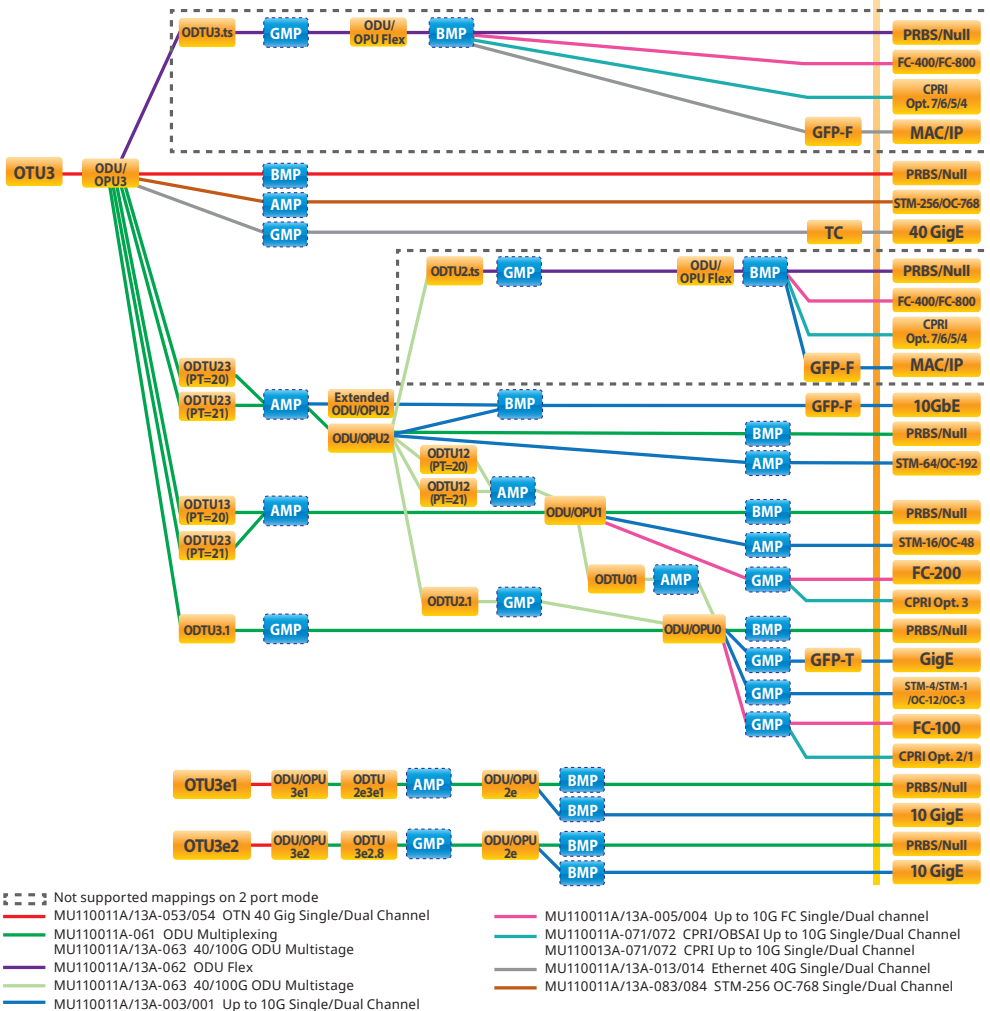 ODTU3.ts
GMP
ODU/
OPU Flex
BMP
PRBS/Null
FC-400/FC-800
CPRI
Opt. 7/6/5/4
GFP-F
MAC/IP
OTU3
ODU/
OPU3
BMP
PRBS/Null
AMP
STM-256/OC-768
GMP
TC
40 GigE
ODTU2.ts
GMP
ODU/
OPU Flex
BMP
PRBS/Null
FC-400/FC-800
CPRI
Opt. 7/6/5/4
GFP-F
MAC/IP
ODTU23
(PT=20)
ODTU23
(PT=21)
AMP
Extended
ODU/OPU2
BMP
GFP-F
10GbE
ODU/OPU2
BMP
PRBS/Null
ODTU12
(PT=20)
AMP
STM-64/OC-192
ODTU12
(PT=21)
AMP
ODTU13
(PT=20)
AMP
ODU/OPU1
BMP
PRBS/Null
ODTU23
(PT=21)
AMP
STM-16/OC-48
ODTU01
AMP
GMP
FC-200
CPRI Opt. 3
ODTU2.1
GMP
ODTU3.1
GMP
ODU/OPU0
BMP
PRBS/Null
GMP
GFP-T
GigE
GMP
STM-4/STM-1
/OC-12/OC-3
GMP
FC-100
CPRI Opt. 2/1
OTU3e1
ODU/OPU
3e1
ODTU
2e3e1
AMP
ODU/OPU
2e
BMP
PRBS/Null
BMP
10 GigE
OTU3e2
ODU/OPU
3e2
ODTU
3e2.8
GMP
ODU/OPU
2e
BMP
PRBS/Null
BMP
10 GigE
Not supported mappings on 2 port mode
MU110011A/13A-053/054 OTN 40 Gig Single/Dual Channel
MU110011A-061 ODU Multiplexing
MU110011A/13A-063 40/100G ODU Multistage
MU110011A/13A-062 ODU Flex
MU110011A/13A-063 40/100G ODU Multistage
MU110011A/13A-003/001 Up to 10G Single/Dual Channel
MU110011A/13A-005/004 Up to 10G FC Single/Dual channel
MU110011A-071/072 CPRI/OBSAI Up to 10G Single/Dual Channel
MU110013A-071/072 CPRI Up to 10G Single/Dual Channel
MU110011A/13A-013/014 Ethernet 40G Single/Dual Channel
MU110011A/13A-083/084 STM-256 OC-768 Single/Dual Channel